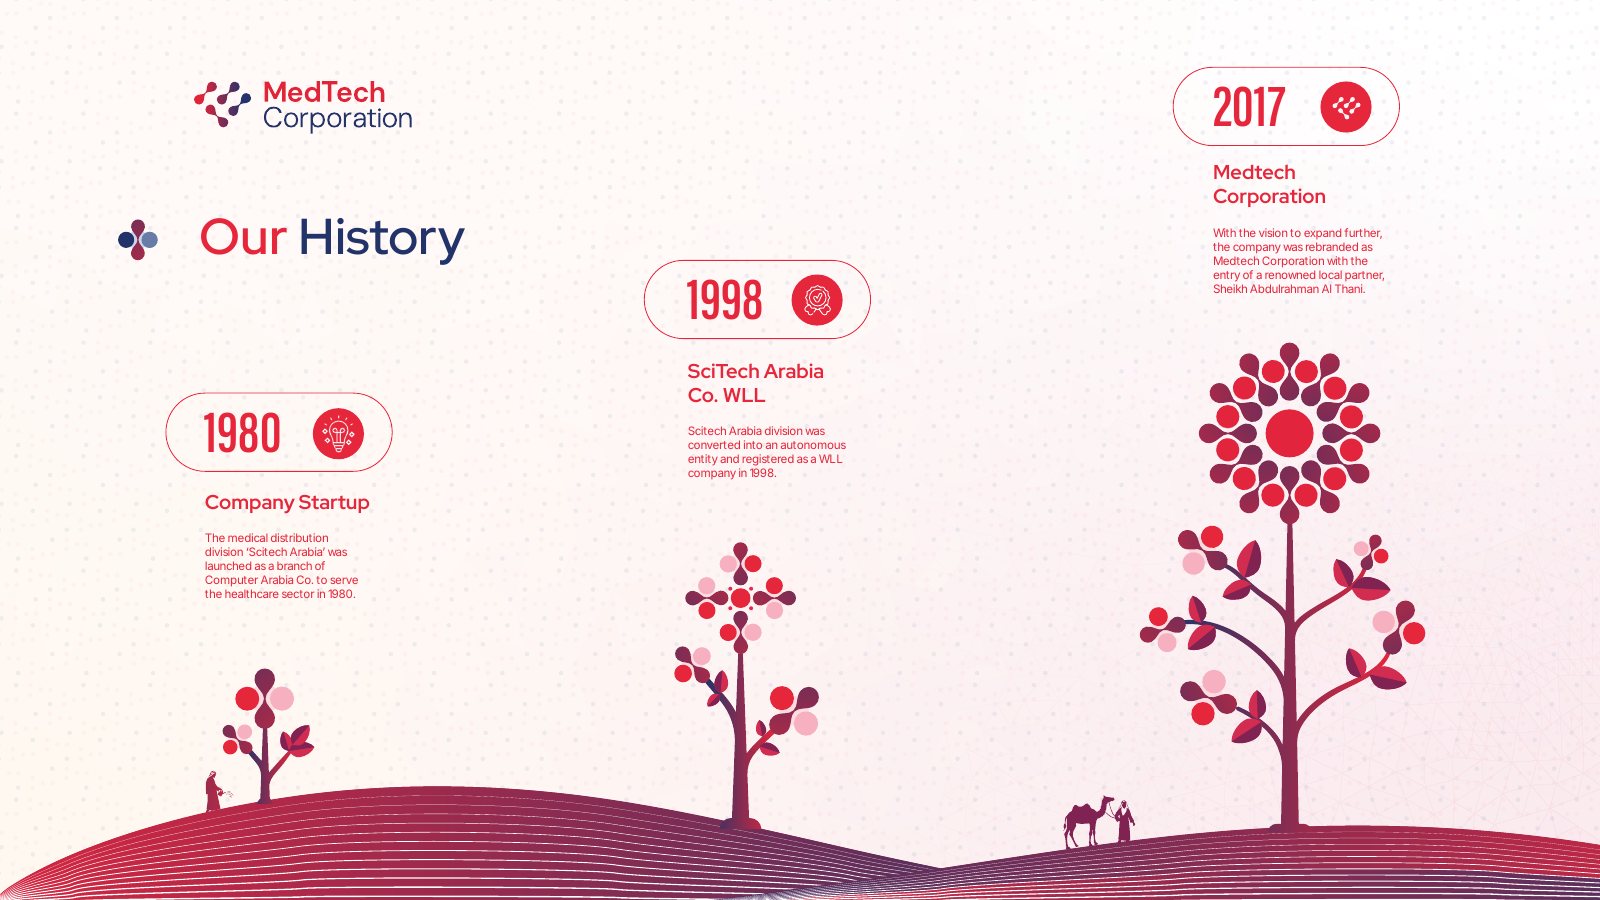 MedTech
Corporation
Our History
1980
Company Startup
The medical distribution
division ‘Scitech Arabia’ was
launched as a branch of
Computer Arabia Co. to serve
the healthcare sector in 1980.
1998
SciTech Arabia
Co. WLL
Scitech Arabia division was
converted into an autonomous
entity and registered as a WLL
company in 1998.
2017
Medtech
Corporation
With the vision to expand further,
the company was rebranded as
Medtech Corporation with the
entry of a renowned local partner,
Sheikh Abdulrahman Al Thani.